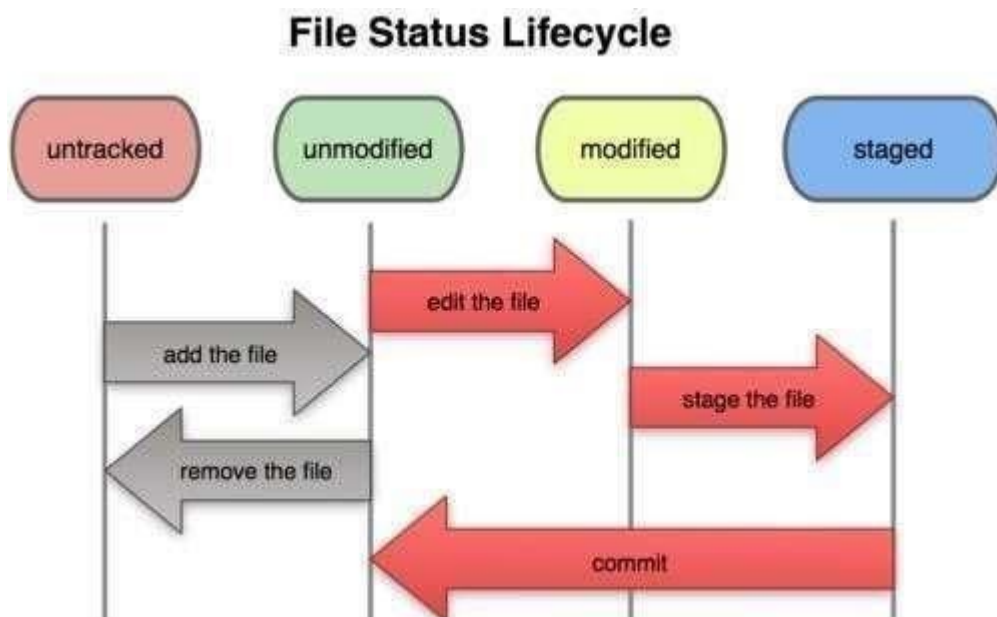 File Status Lifecycle
untracked
unmodified
modified
staged
edit the file
add the file
stage the file
remove the file
commit